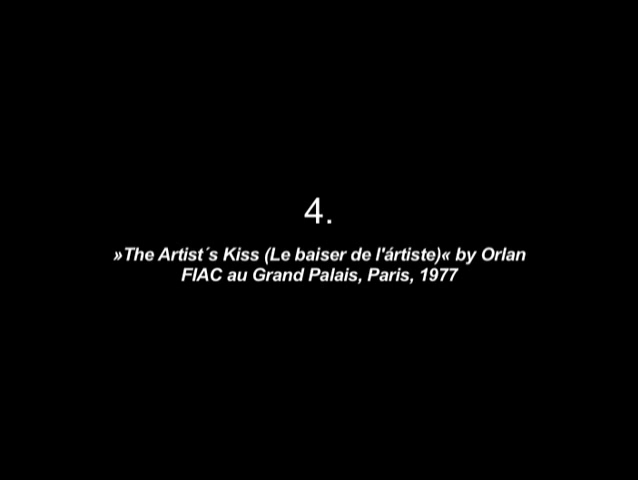 4.
»The Artist´s Kiss (Le baiser de l'ártiste)« by Orlan
FIAC au Grand Palais, Paris, 1977